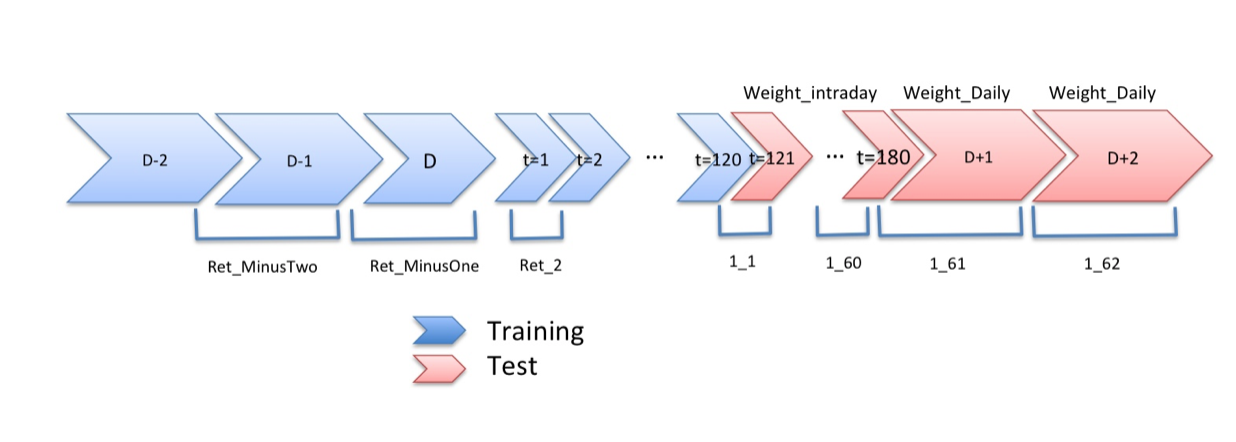 Weight_intraday Weight_Daily Weight_Daily
D-2 D-1 D t=1 t=2 ... t=120 t=121 ... t=180 D+1 D+2
Ret_MinusTwo Ret_MinusOne Ret_2 1_1 1_60 1_61 1_62
Training
Test